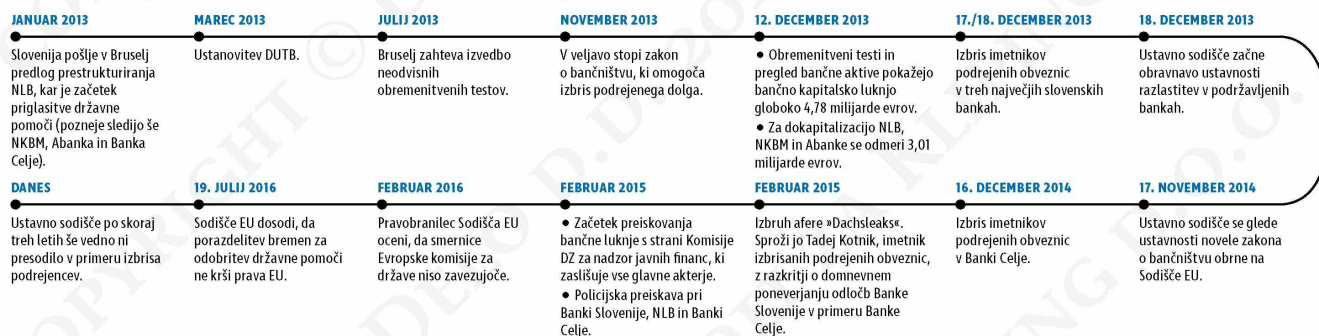 JANUAR 2013
Slovenija pošlje v Bruselj
predlog prestrukturiranja
NLB, kar je začetek
priglasitve državne
pomoči (pozneje sledijo še
NKBM, Abanka in Banka
Celje).
MAREC 2013
Ustanovitev DUTB.
JULIJ 2013
Bruselj zahteva izvedbo
neodvisnih
obremenitvenih testov.
NOVEMBER 2013
V veljavo stopi zakon
o bančništvu, ki omogoča
izbris podrejenega dolga.
12. DECEMBER 2013
• Obremenitveni testi in
pregled bančne aktive pokažejo
bančno kapitalsko luknjo
globoko 4,78 milijarde evrov.
• Za dokapitalizacijo NLB,
NKBM in Abanke se odmeri 3,01
milijarde evrov.
17./18. DECEMBER 2013
Izbris imetnikov
podrejenih obveznic
v treh največjih slovenskih
bankah.
18. DECEMBER 2013
Ustavno sodišče začne
obravnavo ustavnosti
razlastitev v podržavljenih
bankah.
DANES
Ustavno sodišče po skoraj
treh letih še vedno ni
presodilo v primeru izbrisa
podrejencev.
19. JULIJ 2016
Sodišče EU dosodi, da
porazdelitev bremen za
odobritev državne pomoči
ne krši prava EU.
FEBRUAR 2016
Pravobranilec Sodišča EU
oceni, da smernice
Evropske komisije za
države niso zavezujoče.
FEBRUAR 2015
• Začetek preiskovanja
bančne luknje s strani Komisije
DZ za nadzor javnih financ, ki
zaslišuje vse glavne akterje.
• Policijska preiskava pri
Banki Slovenije, NLB in Banki
Celje.
FEBRUAR 2015
Izbruh afere »Dachsleaks«.
Sproži jo Tadej Kotnik, imetnik
izbrisanih podrejenih obveznic,
z razkritji o domnevnem
poneverjanju odločb Banke
Slovenije v primeru Banke
Celje.
16. DECEMBER 2014
Izbris imetnikov
podrejenih obveznic
v Banki Celje.
17. NOVEMBER 2014
Ustavno sodišče se glede
ustavnosti novele zakona
o bančništvu obrne na
Sodišče EU.